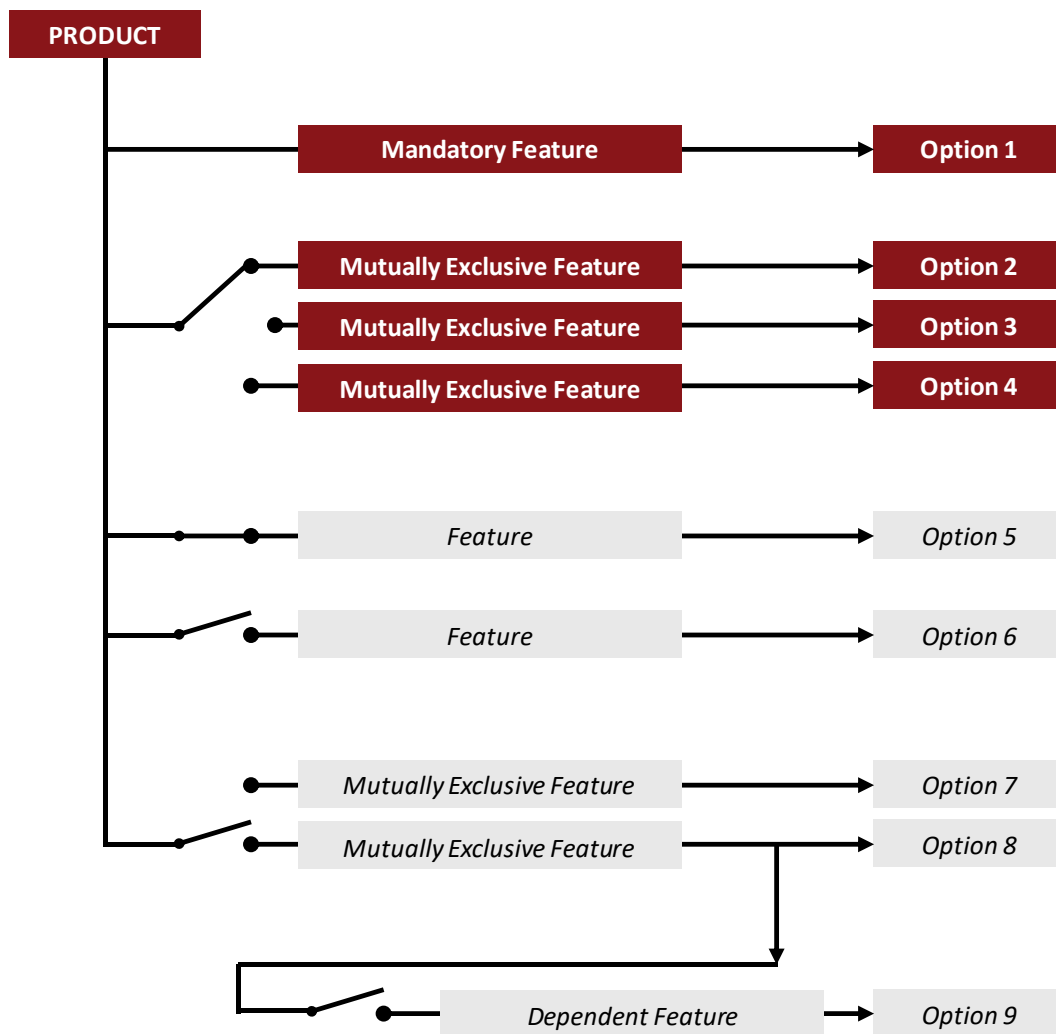 PRODUCT
Mandatory Feature
Option 1
Mutually Exclusive Feature
Option 2
Mutually Exclusive Feature
Option 3
Mutually Exclusive Feature
Option 4
Feature
Option 5
Feature
Option 6
Mutually Exclusive Feature
Option 7
Mutually Exclusive Feature
Option 8
Dependent Feature
Option 9